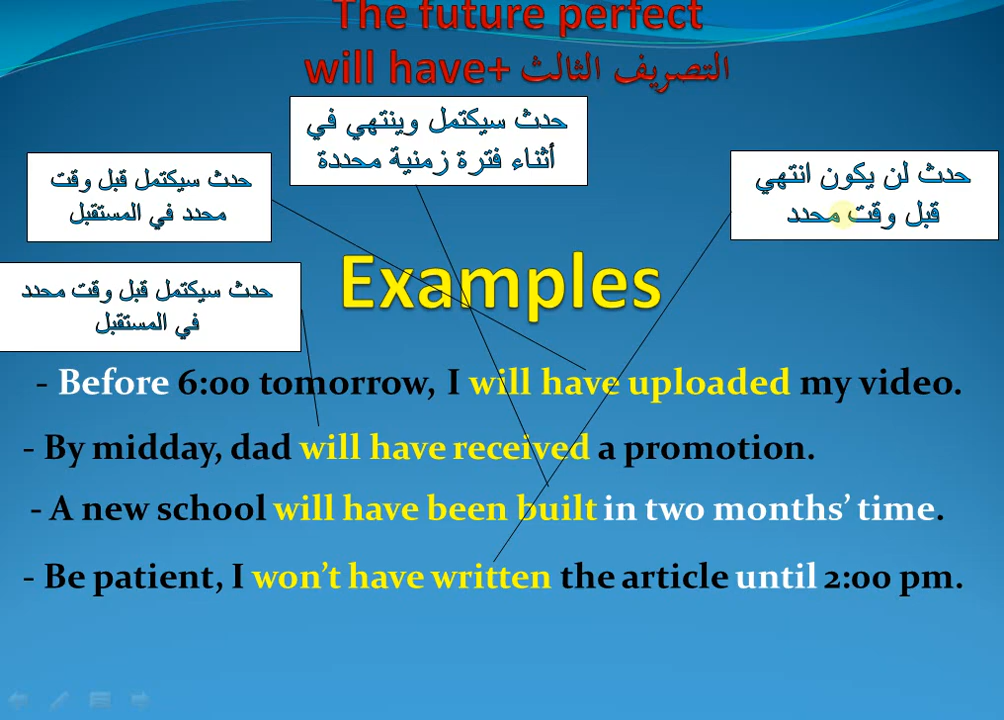 The future perfect
will have+ التصريف الثالث
حدث سيكتمل وينتهي في
أثناء فترة زمنية محددة
حدث سيكتمل قبل وقت
محدد في المستقبل
حدث لن يكون انتهي
قبل وقت محدد
حدث سيكتمل قبل وقت محدد
في المستقبل
Examples
- Before 6:00 tomorrow, I will have uploaded my video.
- By midday, dad will have received a promotion.
- A new school will have been built in two months’ time.
- Be patient, I won’t have written the article until 2:00 pm.